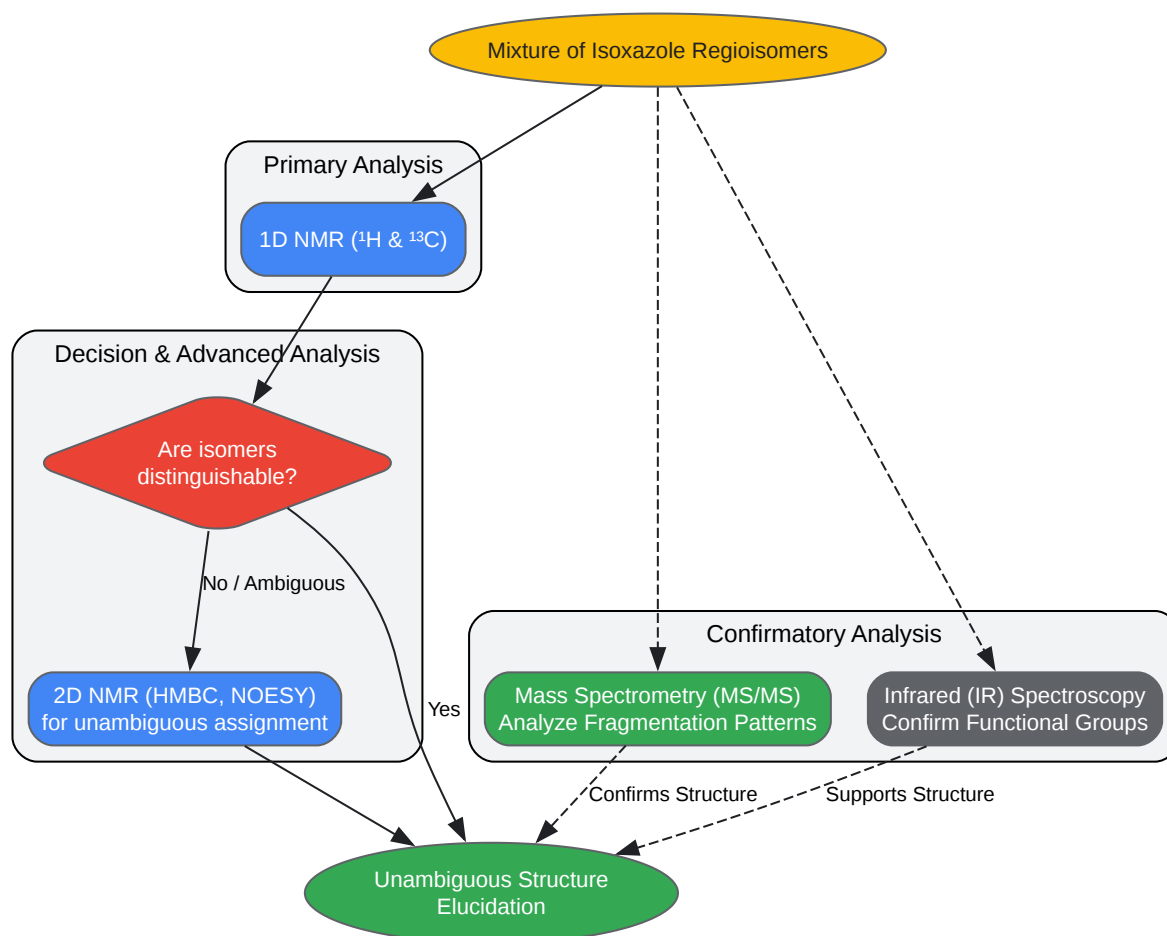 Mixture of Isoxazole Regioisomers
Primary Analysis
1D NMR (¹H & ¹³C)
Decision & Advanced Analysis
Are isomers
distinguishable?
No / Ambiguous
2D NMR (HMBC, NOESY)
for unambiguous assignment
Yes
Confirmatory Analysis
Mass Spectrometry (MS/MS)
Analyze Fragmentation Patterns
Infrared (IR) Spectroscopy
Confirm Functional Groups
Confirms Structure
Supports Structure
Unambiguous Structure
Elucidation